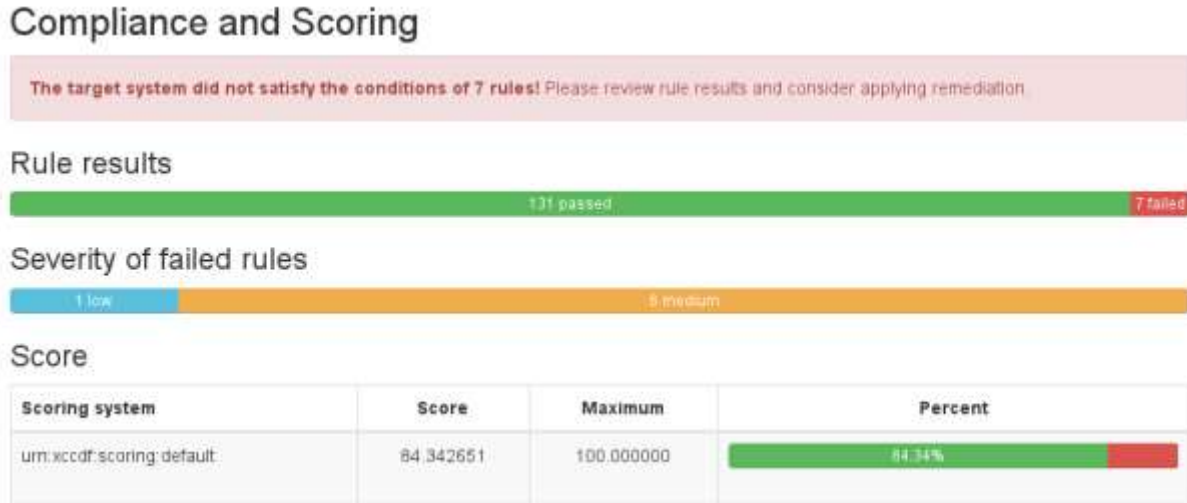 Compliance and Scoring
The target system did not satisfy the conditions of 7 rules! Please review rule results and consider applying remediation.
Rule results
131 passed
7 failed
Severity of failed rules
1 low
6 medium
Score
Scoring system
Score
Maximum
Percent
urn:xccdf:scoring:default
84.342651
100.000000
84.34%